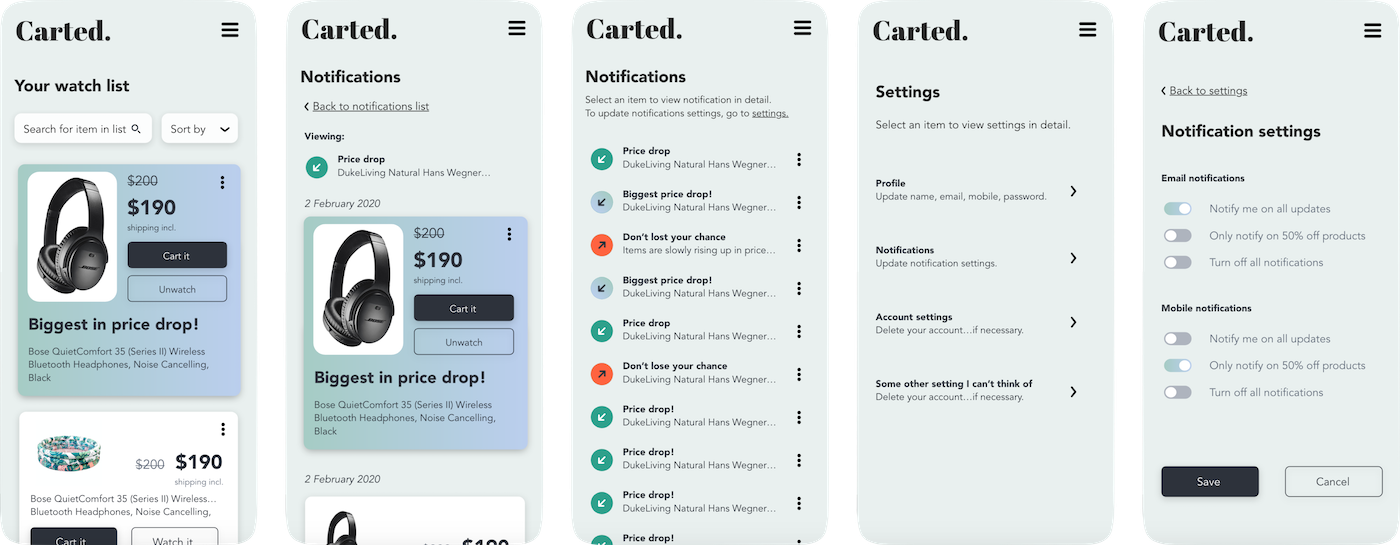 Carted.
Your watch list
Search for item in list
Sort by
$200
$190
shipping incl.
Cart it
Unwatch
Biggest in price drop!
Bose QuietComfort 35 (Series II) Wireless
Bluetooth Headphones, Noise Cancelling,
Black
$200 $190
shipping incl.
Bose QuietComfort 35 (Series II) Wireless...
Bluetooth Headphones, Noise Cancelling,
Cart it
Watch it
Carted.
Notifications
Back to notifications list
Viewing:
Price drop
DukeLiving Natural Hans Wegner...
2 February 2020
$200
$190
shipping incl.
Cart it
Unwatch
Biggest in price drop!
Bose QuietComfort 35 (Series II) Wireless
Bluetooth Headphones, Noise Cancelling,
Black
2 February 2020
$200 $190
Carted.
Notifications
Select an item to view notification in detail.
To update notifications settings, go to settings.
Price drop
DukeLiving Natural Hans Wegner...
Biggest price drop!
DukeLiving Natural Hans Wegner...
Don't lost your chance
Items are slowly rising up in price...
Biggest price drop!
DukeLiving Natural Hans Wegner...
Price drop
DukeLiving Natural Hans Wegner...
Don't lose your chance
DukeLiving Natural Hans Wegner...
Price drop!
DukeLiving Natural Hans Wegner...
Price drop!
DukeLiving Natural Hans Wegner...
Price drop!
DukeLiving Natural Hans Wegner...
Price drop!
Carted.
Settings
Select an item to view settings in detail.
Profile
Update name, email, mobile, password.
Notifications
Update notification settings.
Account settings
Delete your account...if necessary.
Some other setting I can't think of
Delete your account...if necessary.
Carted.
Back to settings
Notification settings
Email notifications
Notify me on all updates
Only notify on 50% off products
Turn off all notifications
Mobile notifications
Notify me on all updates
Only notify on 50% off products
Turn off all notifications
Save
Cancel